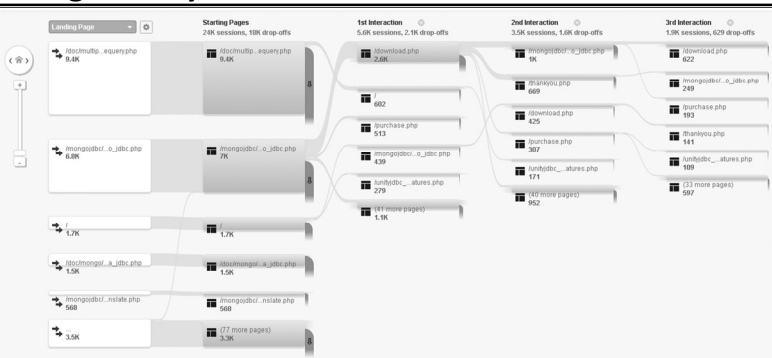 Landing Page
Starting Pages
24K sessions, 18K drop-offs
1st Interaction
5.6K sessions, 2.1K drop-offs
2nd Interaction
3.5K sessions, 1.6K drop-offs
3rd Interaction
1.9K sessions, 629 drop-offs
/doc/multip...equery.php
9.4K
/mongojdbc/...o_jdbc.php
6.8K
/
1.7K
/doc/mongo/...a_jdbc.php
1.5K
/mongojdbc/...nslate.php
568
...
3.5K
/doc/multip...equery.php
9.4K
/mongojdbc/...o_jdbc.php
7K
/
1.7K
/doc/mongo/...a_jdbc.php
1.5K
/mongojdbc/...nslate.php
568
(77 more pages)
3.3K
/download.php
2.6K
/
602
/purchase.php
513
/mongojdbc/...o_jdbc.php
439
/unityjdbc_...atures.php
279
(41 more pages)
1.1K
/mongojdbc/...o_jdbc.php
1K
/thankyou.php
669
/download.php
425
/purchase.php
307
/unityjdbc_...atures.php
171
(40 more pages)
952
/download.php
622
/mongojdbc/...o_jdbc.php
249
/purchase.php
193
/thankyou.php
141
/unityjdbc_...atures.php
109
(33 more pages)
597